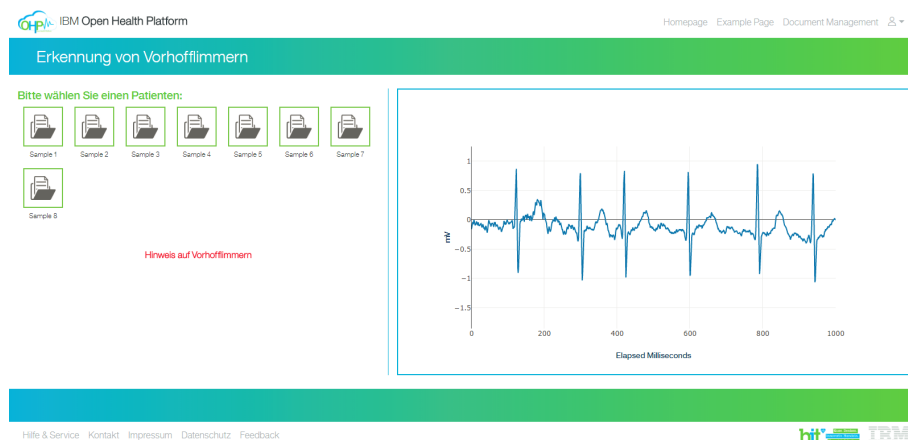 OHP IBM Open Health Platform
Homepage Example Page Document Management
Erkennung von Vorhofflimmern
Bitte wählen Sie einen Patienten:
Sample 1 Sample 2 Sample 3 Sample 4 Sample 5 Sample 6 Sample 7
Sample 8
Hinweis auf Vorhofflimmern
1
0.5
0
−0.5
−1
−1.5
mV
0 200 400 600 800 1000
Elapsed Milliseconds
Hilfe & Service Kontakt Impressum Datenschutz Feedback
hit IBM